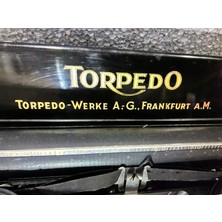 TORPEDO
TORPEDO-WERKE A.-G., FRANKFURT A.M.